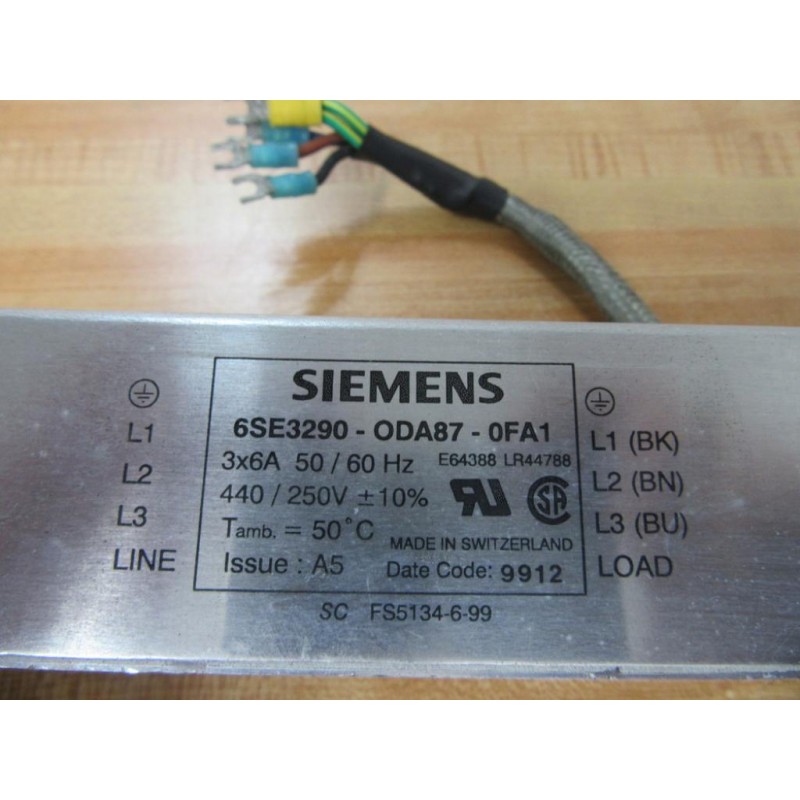 SIEMENS
6SE3290 - ODA87 - 0FA1
3x6A 50 / 60 Hz E64388 LR44788
440 / 250V ±10%
Tamb. = 50°C
MADE IN SWITZERLAND
Issue : A5 Date Code: 9912
SC FS5134-6-99
L1
L2
L3
LINE
L1 (BK)
L2 (BN)
L3 (BU)
LOAD